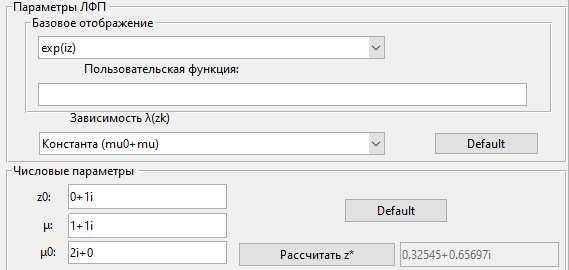 Параметры ЛФП
Базовое отображение
exp(iz)
Пользовательская функция:
Зависимость λ(zk)
Константа (mu0+mu)
Default
Числовые параметры
z0:
0+1i
μ:
1+1i
Default
μ0:
2i+0
Рассчитать z*
0.32545+0.65697i